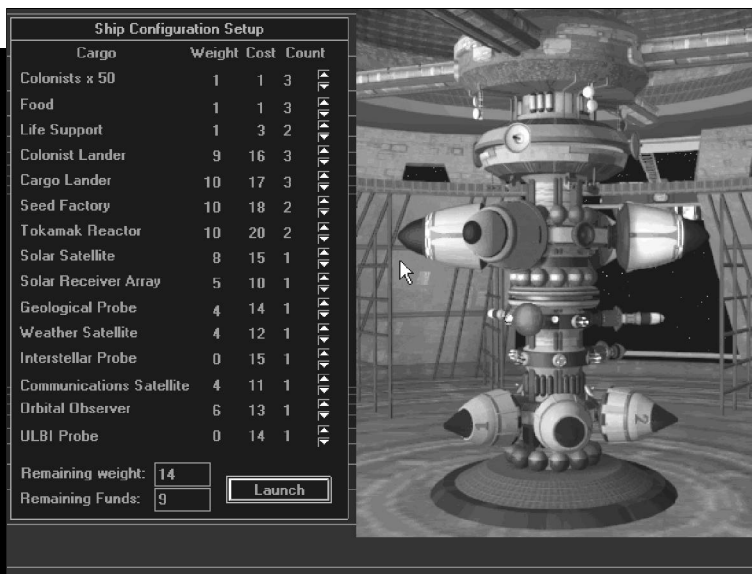 Ship Configuration Setup
Cargo Weight Cost Count
Colonists x 50 1 1 3
Food 1 1 3
Life Support 1 3 2
Colonist Lander 9 16 3
Cargo Lander 10 17 3
Seed Factory 10 18 2
Tokamak Reactor 10 20 2
Solar Satellite 8 15 1
Solar Receiver Array 5 10 1
Geological Probe 4 14 1
Weather Satellite 4 12 1
Interstellar Probe 0 15 1
Communications Satellite 4 11 1
Orbital Observer 6 13 1
ULBI Probe 0 14 1
Remaining weight: 14
Remaining Funds: 9
Launch
1
2